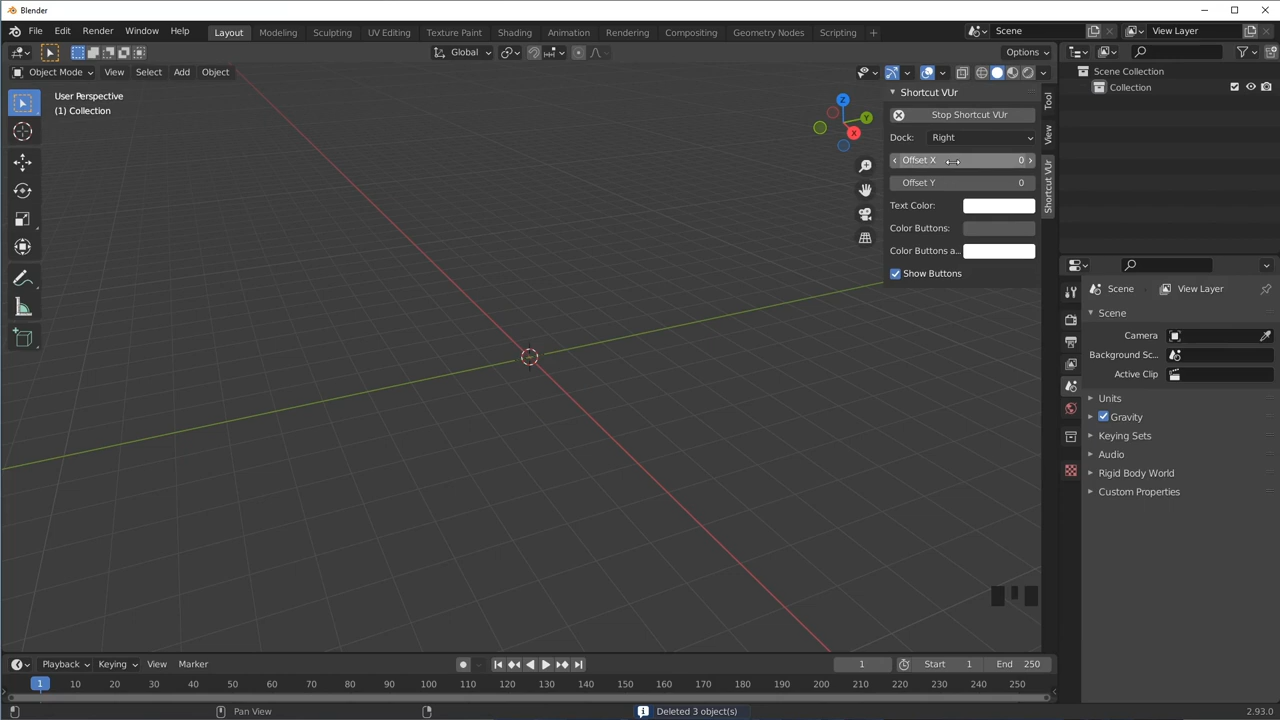 Blender
File Edit Render Window Help Layout Modeling Sculpting UV Editing Texture Paint Shading Animation Rendering Compositing Geometry Nodes Scripting + Scene View Layer
Global Options
Object Mode View Select Add Object
User Perspective
(1) Collection
Z
Y
X
Shortcut VUr
Stop Shortcut VUr
Dock: Right
Offset X 0
Offset Y 0
Text Color:
Color Buttons:
Color Buttons a...
Show Buttons
Tool
View
Shortcut VUr
Scene Collection
Collection
Scene View Layer
Scene
Camera
Background Sc...
Active Clip
Units
Gravity
Keying Sets
Audio
Rigid Body World
Custom Properties
Playback Keying View Marker 1 Start 1 End 250
1 10 20 30 40 50 60 70 80 90 100 110 120 130 140 150 160 170 180 190 200 210 220 230 240 250
Pan View Deleted 3 object(s) 2.93.0